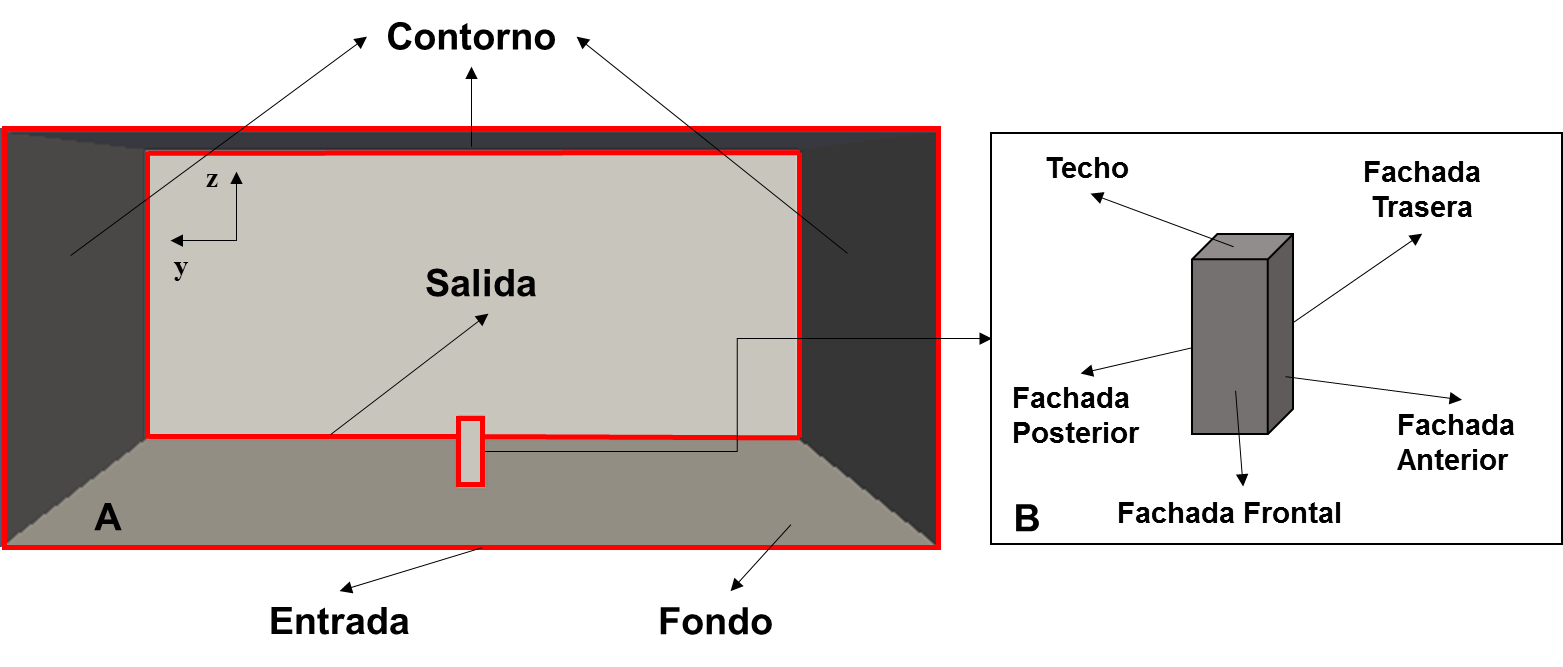 Contorno
z
y
Salida
A
Entrada
Fondo
Techo
Fachada
Trasera
Fachada
Posterior
Fachada
Anterior
Fachada Frontal
B